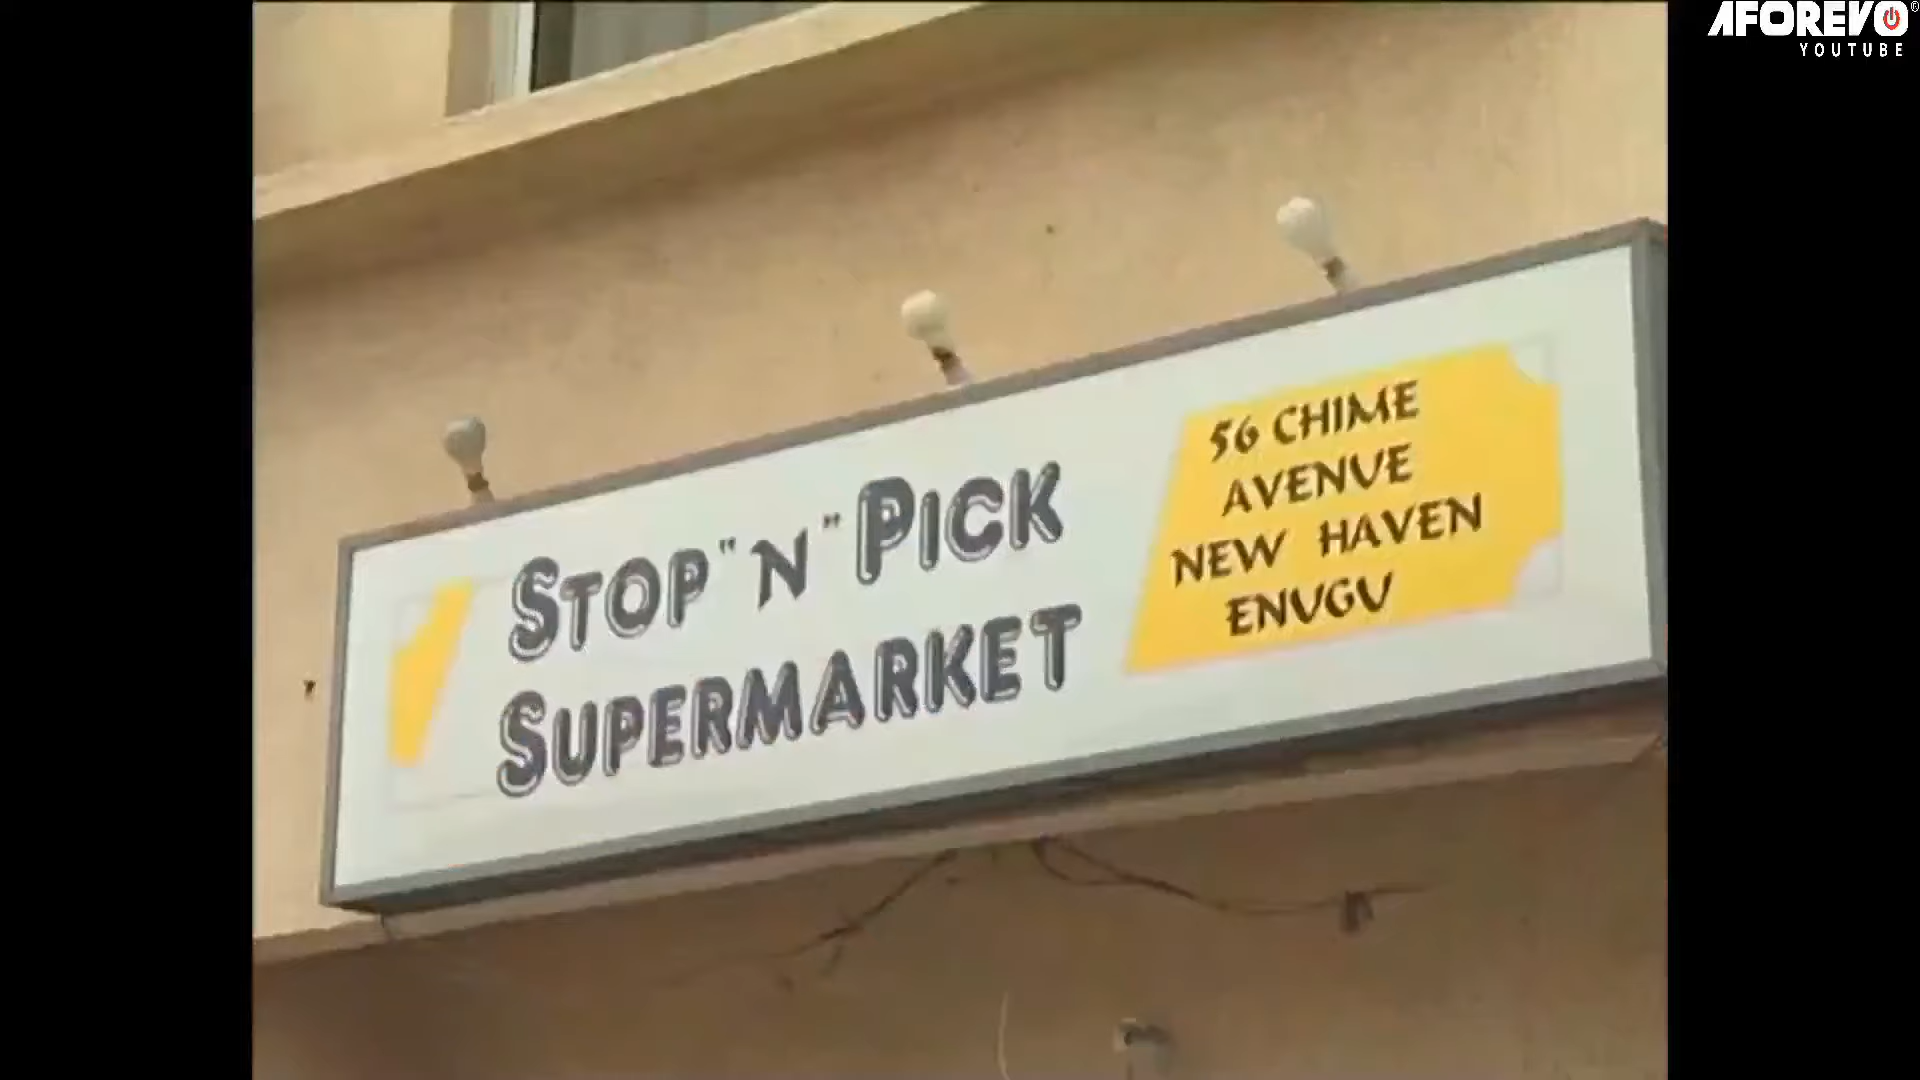 AFOREVO
YOUTUBE
STOP "N" PICK
SUPERMARKET
56 CHIME
AVENUE
NEW HAVEN
ENUGU